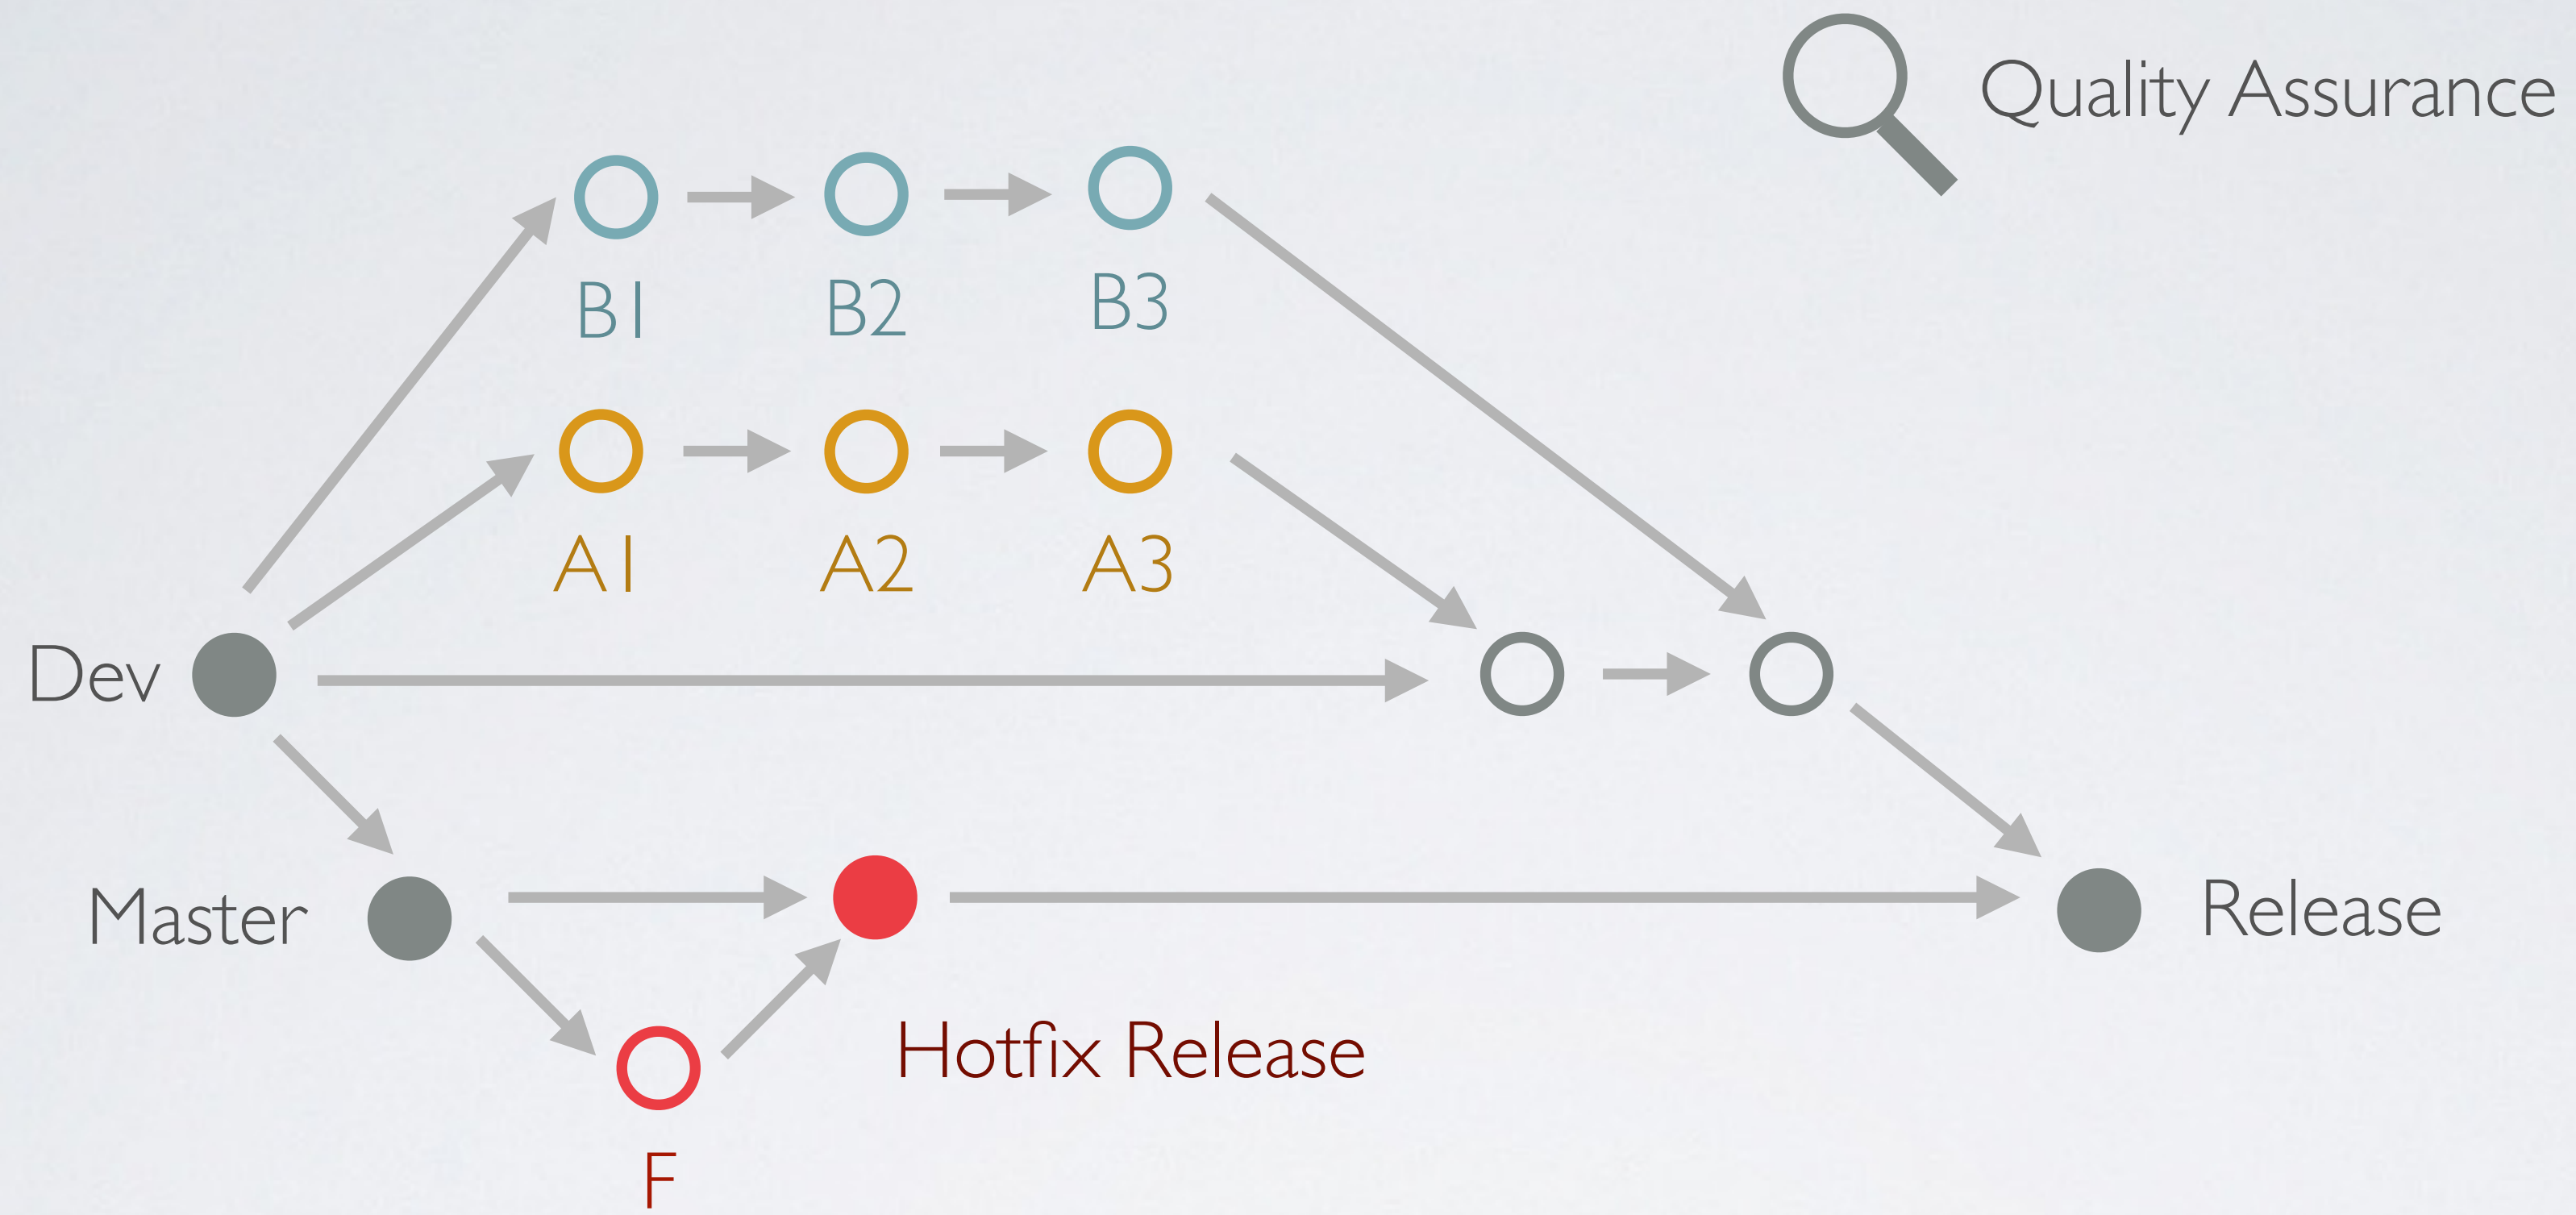 Quality Assurance
B1
B2
B3
A1
A2
A3
Dev
Master
Release
Hotfix Release
F